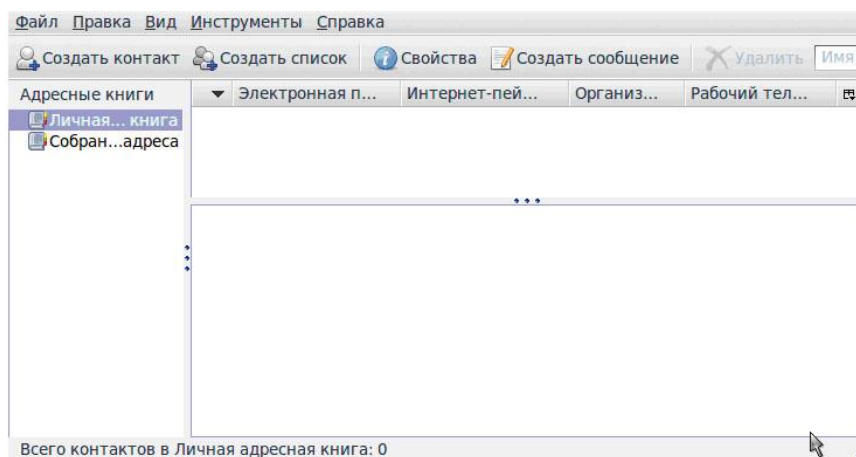 Файл Правка Вид Инструменты Справка
Создать контакт Создать список Свойства Создать сообщение Удалить Имя
Адресные книги Электронная п... Интернет-пей... Организ... Рабочий тел...
Личная... книга
Собран...адреса
Всего контактов в Личная адресная книга: 0